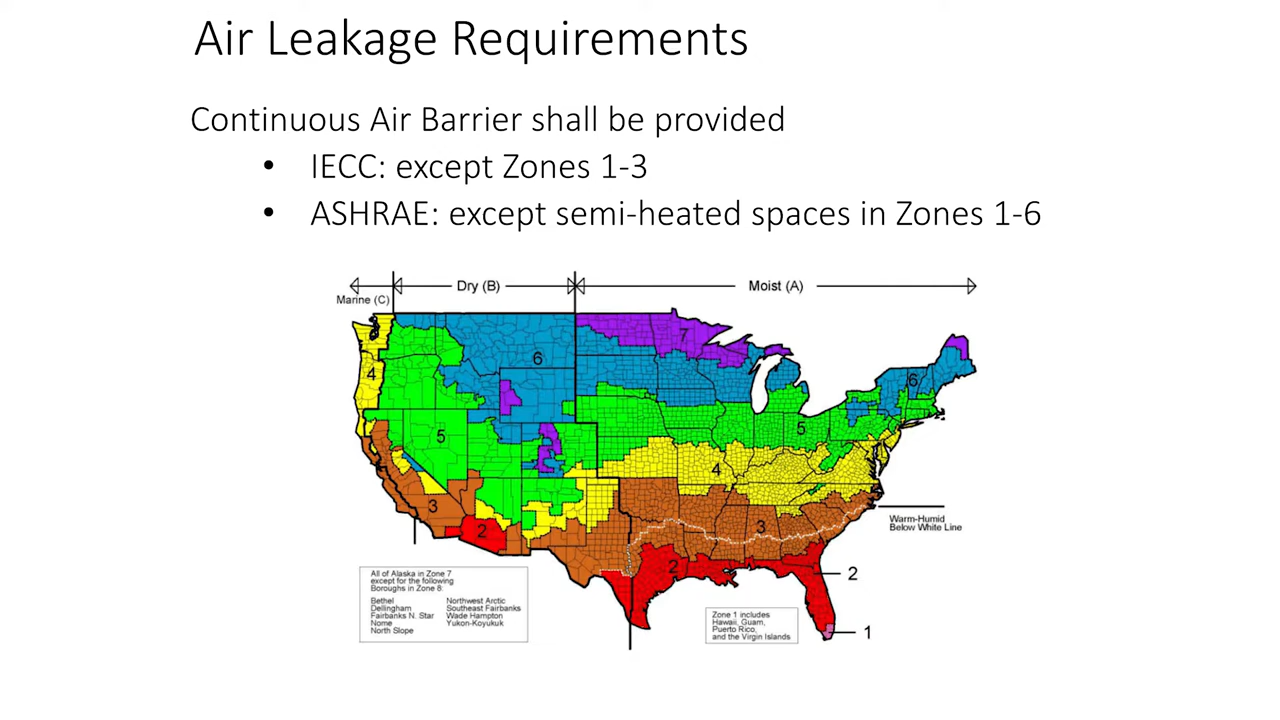 Air Leakage Requirements
Continuous Air Barrier shall be provided
• IECC: except Zones 1-3
• ASHRAE: except semi-heated spaces in Zones 1-6
Marine (C)
Dry (B)
Moist (A)
7
6
4
6
5
5
4
3
3
2
2
Warm-Humid
Below White Line
2
1
All of Alaska in Zone 7
except for the following
Boroughs in Zone 8:
Bethel
Dellingham
Fairbanks N. Star
Nome
North Slope
Northwest Arctic
Southeast Fairbanks
Wade Hampton
Yukon-Koyukuk
Zone 1 includes
Hawaii, Guam,
Puerto Rico,
and the Virgin Islands